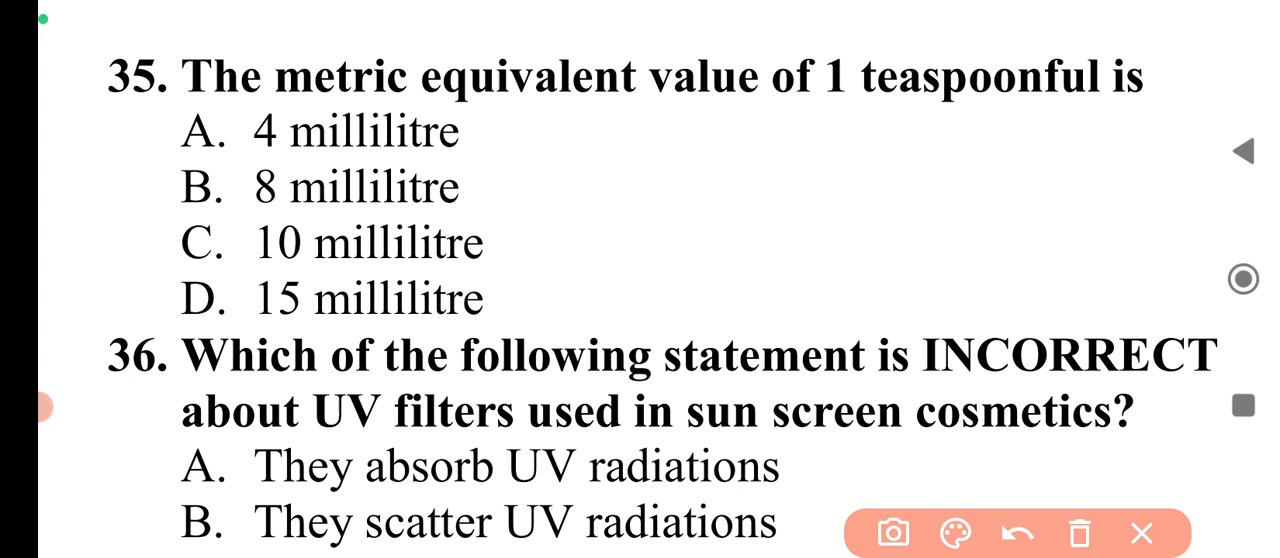 35. The metric equivalent value of 1 teaspoonful is
A. 4 millilitre
B. 8 millilitre
C. 10 millilitre
D. 15 millilitre
36. Which of the following statement is INCORRECT
about UV filters used in sun screen cosmetics?
A. They absorb UV radiations
B. They scatter UV radiations